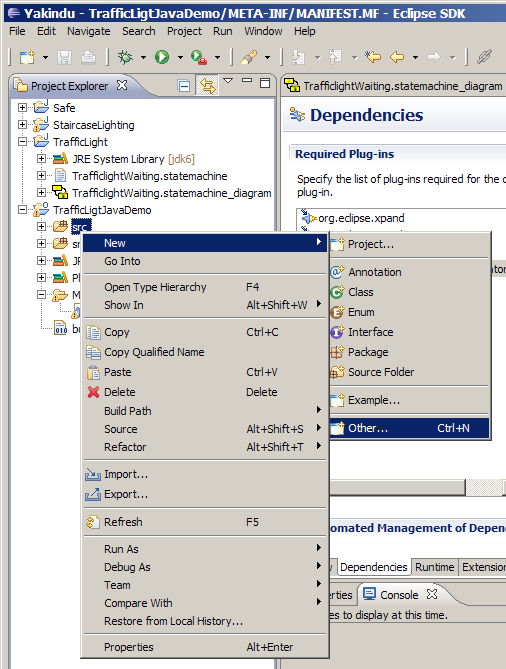 Yakindu - TrafficLigtJavaDemo/META-INF/MANIFEST.MF - Eclipse SDK
File Edit Navigate Search Project Run Window Help
Project Explorer
Safe
StaircaseLighting
TrafficLight
JRE System Library [jdk6]
TrafficlightWaiting.statemachine
TrafficlightWaiting.statemachine_diagram
TrafficLigtJavaDemo
src
TrafficlightWaiting.statemachine_diagram
Dependencies
Required Plug-ins
Specify the list of plug-ins required for the
plug-in.
org.eclipse.xpand
New
Go Into
Open Type Hierarchy F4
Show In Alt+Shift+W
Copy Ctrl+C
Copy Qualified Name
Paste Ctrl+V
Delete Delete
Build Path
Source Alt+Shift+S
Refactor Alt+Shift+T
Import...
Export...
Refresh F5
Run As
Debug As
Team
Compare With
Restore from Local History...
Properties Alt+Enter
Project...
Annotation
Class
Enum
Interface
Package
Source Folder
Example...
Other... Ctrl+N
omated Management of Depen
Dependencies Runtime Extension
erties Console
es to display at this time.